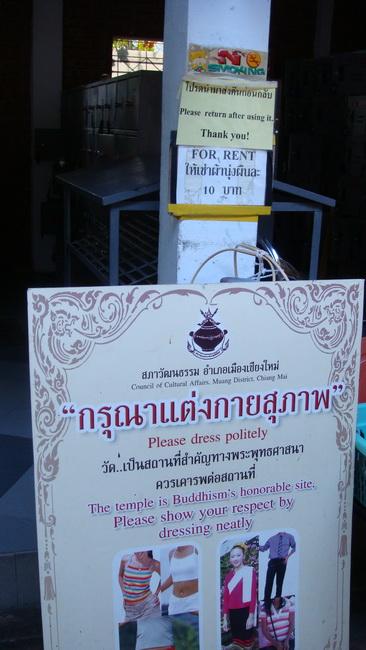 NO
SMOKING
โปรดนำมาส่งคืนก่อนกลับ
Please return after using it.
Thank you!
FOR RENT
ให้เช่าผ้านุ่งผืนละ
10 บาท
สภาวัฒนธรรม อำเภอเมืองเชียงใหม่
Council of Cultural Affairs, Muang District, Chiang Mai
“กรุณาแต่งกายสุภาพ”
Please dress politely
วัด..เป็นสถานที่สำคัญทางพระพุทธศาสนา
ควรเคารพต่อสถานที่
The temple is Buddhism's honorable site.
Please show your respect by
dressing neatly